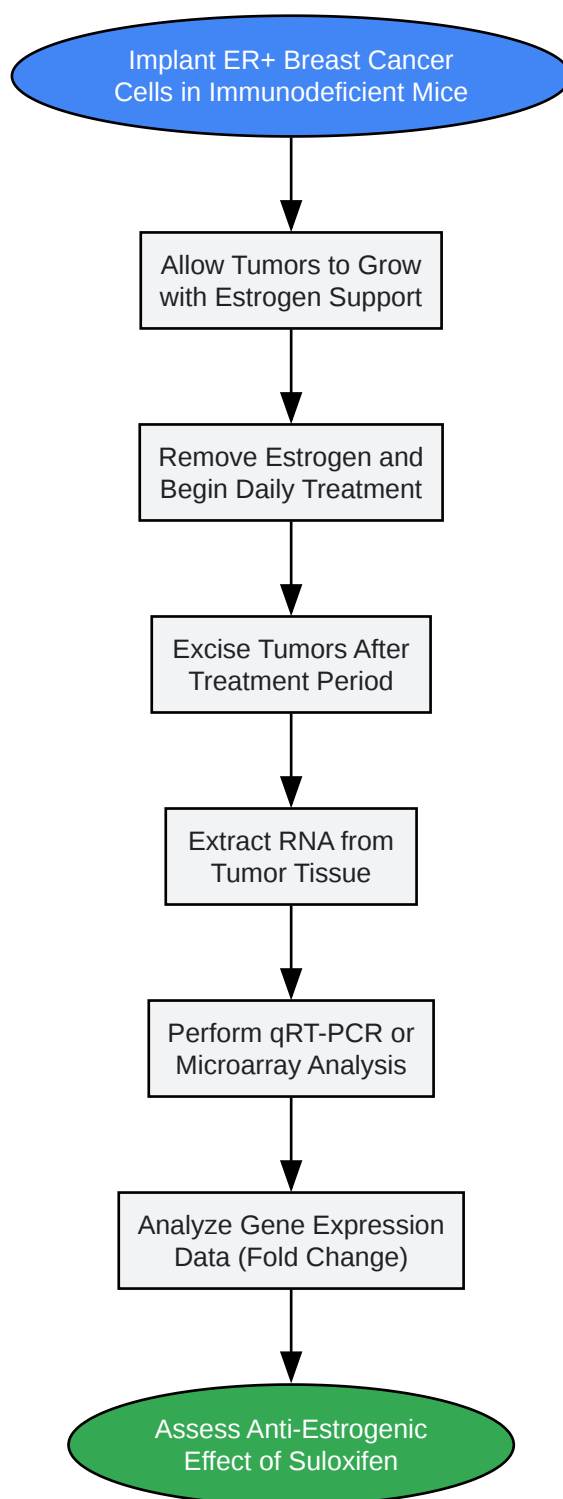 Implant ER+ Breast Cancer
Cells in Immunodeficient Mice
Allow Tumors to Grow
with Estrogen Support
Remove Estrogen and
Begin Daily Treatment
Excise Tumors After
Treatment Period
Extract RNA from
Tumor Tissue
Perform qRT-PCR or
Microarray Analysis
Analyze Gene Expression
Data (Fold Change)
Assess Anti-Estrogenic
Effect of Suloxifen